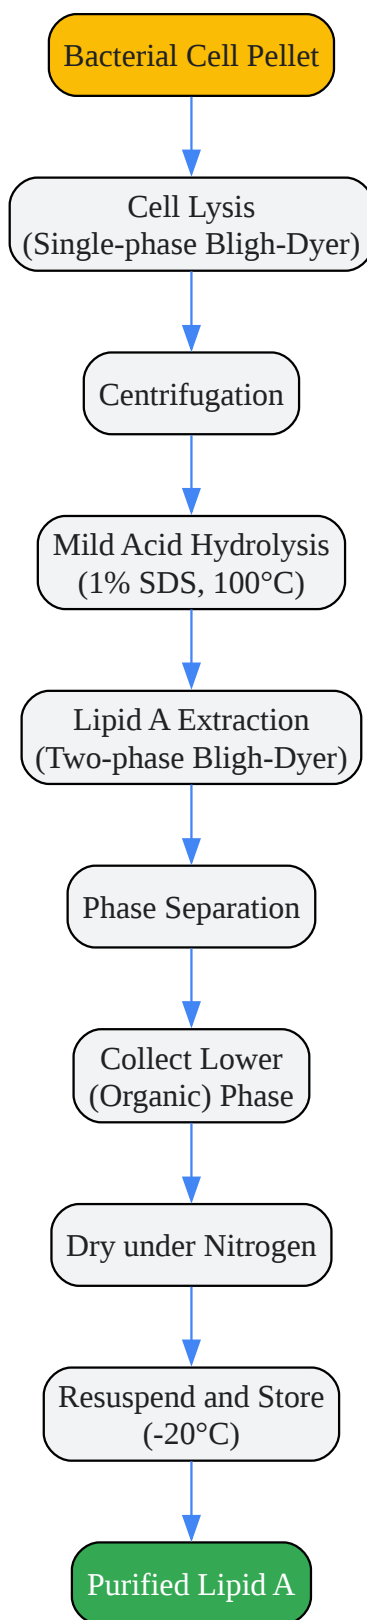 Bacterial Cell Pellet
Cell Lysis
(Single-phase Bligh-Dyer)
Centrifugation
Mild Acid Hydrolysis
(1% SDS, 100°C)
Lipid A Extraction
(Two-phase Bligh-Dyer)
Phase Separation
Collect Lower
(Organic) Phase
Dry under Nitrogen
Resuspend and Store
(-20°C)
Purified Lipid A